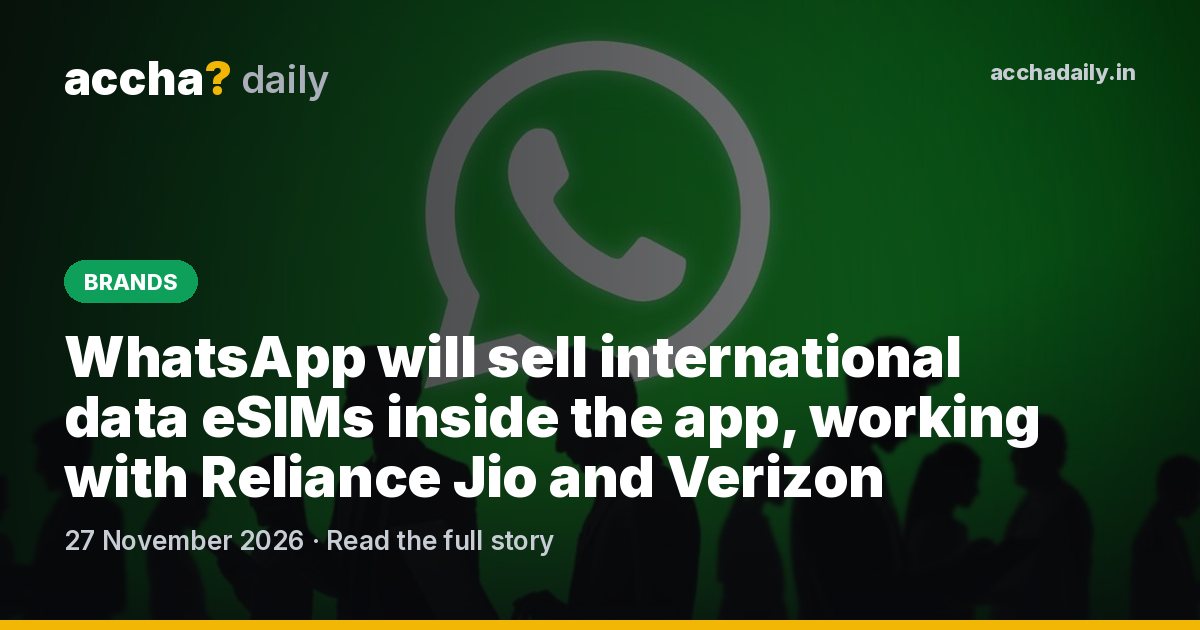 accha? daily
acchadaily.in
BRANDS
WhatsApp will sell international
data eSIMs inside the app, working
with Reliance Jio and Verizon
27 November 2026 · Read the full story